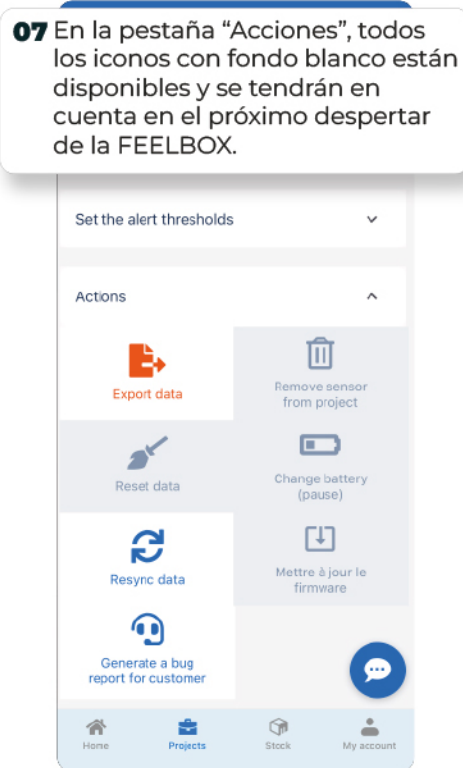 07 En la pestaña “Acciones”, todos
los iconos con fondo blanco están
disponibles y se tendrán en
cuenta en el próximo despertar
de la FEELBOX.
Set the alert thresholds
Actions
Export data
Remove sensor
from project
Reset data
Change battery
(pause)
Resync data
Mettre à jour le
firmware
Generate a bug
report for customer
Home
Projects
Stock
My account